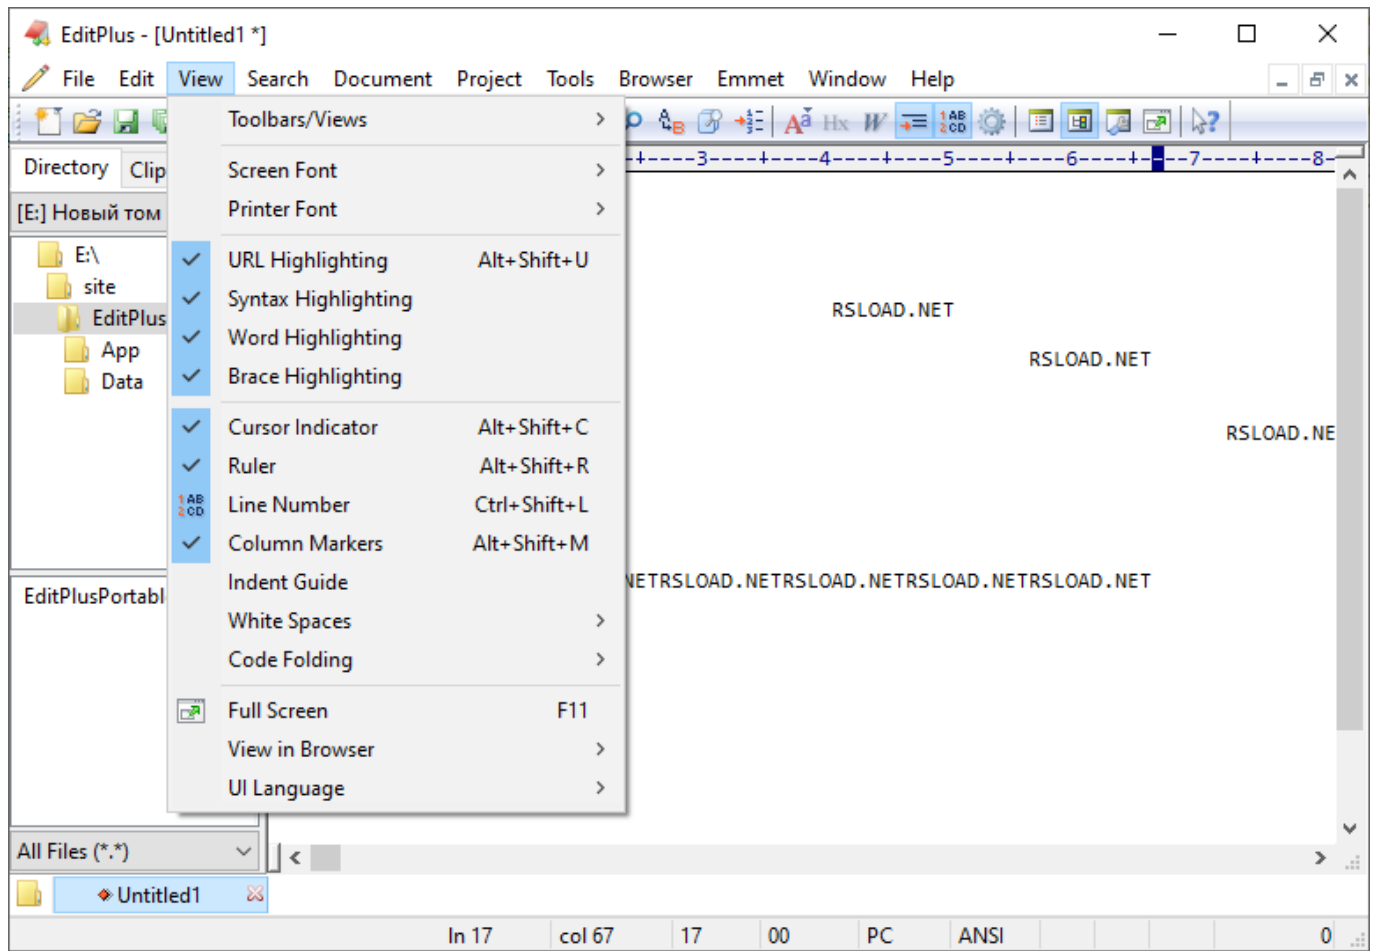 EditPlus - [Untitled1 *]
File Edit View Search Document Project Tools Browser Emmet Window Help
Directory Clip
-+----3----+----4----+----5----+----6----+----7----+----8-
[E:] Новый том
E:\
site
EditPlus
App
Data
Toolbars/Views
Screen Font
Printer Font
URL Highlighting Alt+Shift+U
Syntax Highlighting
Word Highlighting
Brace Highlighting
Cursor Indicator Alt+Shift+C
Ruler Alt+Shift+R
Line Number Ctrl+Shift+L
Column Markers Alt+Shift+M
Indent Guide
White Spaces
Code Folding
Full Screen F11
View in Browser
UI Language
RSLOAD.NET
RSLOAD.NET
RSLOAD.NE
NETRSLOAD.NETRSLOAD.NETRSLOAD.NETRSLOAD.NET
EditPlusPortabl
All Files (*.*)
Untitled1
ln 17 col 67 17 00 PC ANSI 0